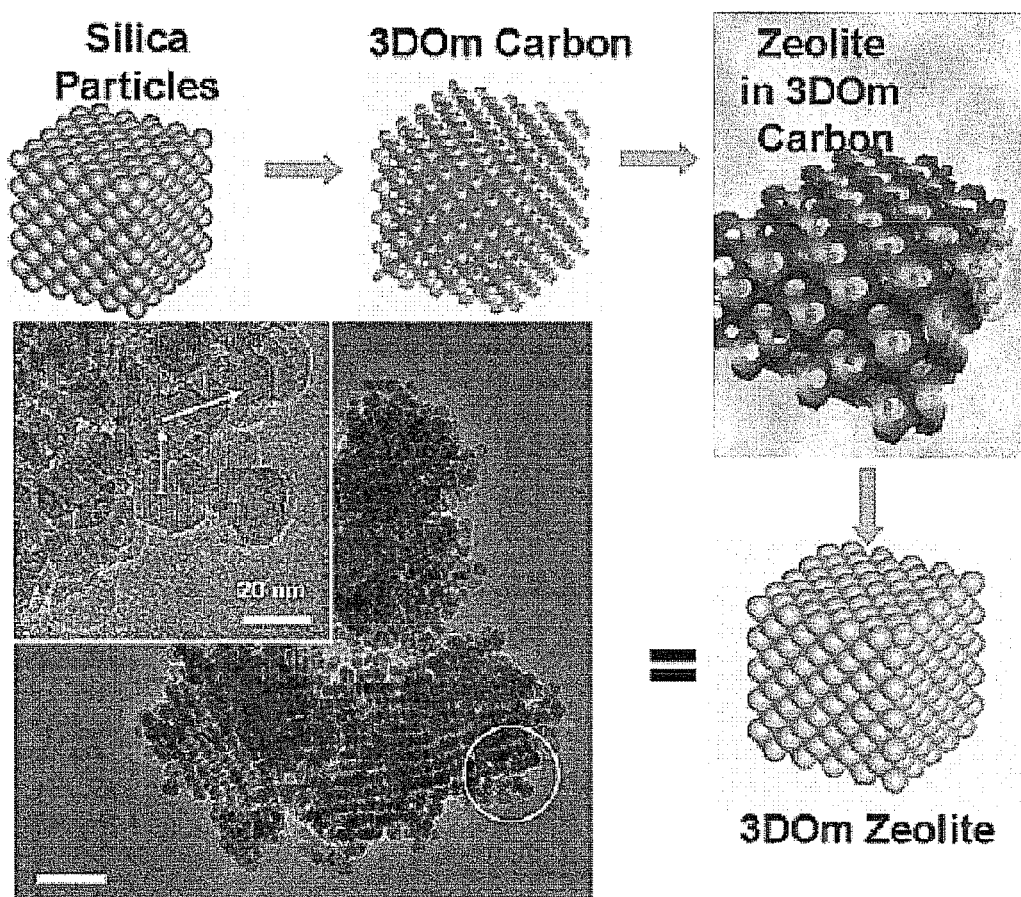 Silica
Particles
3DOm Carbon
Zeolite
in 3DOm
Carbon
20 nm
=
3DOm Zeolite